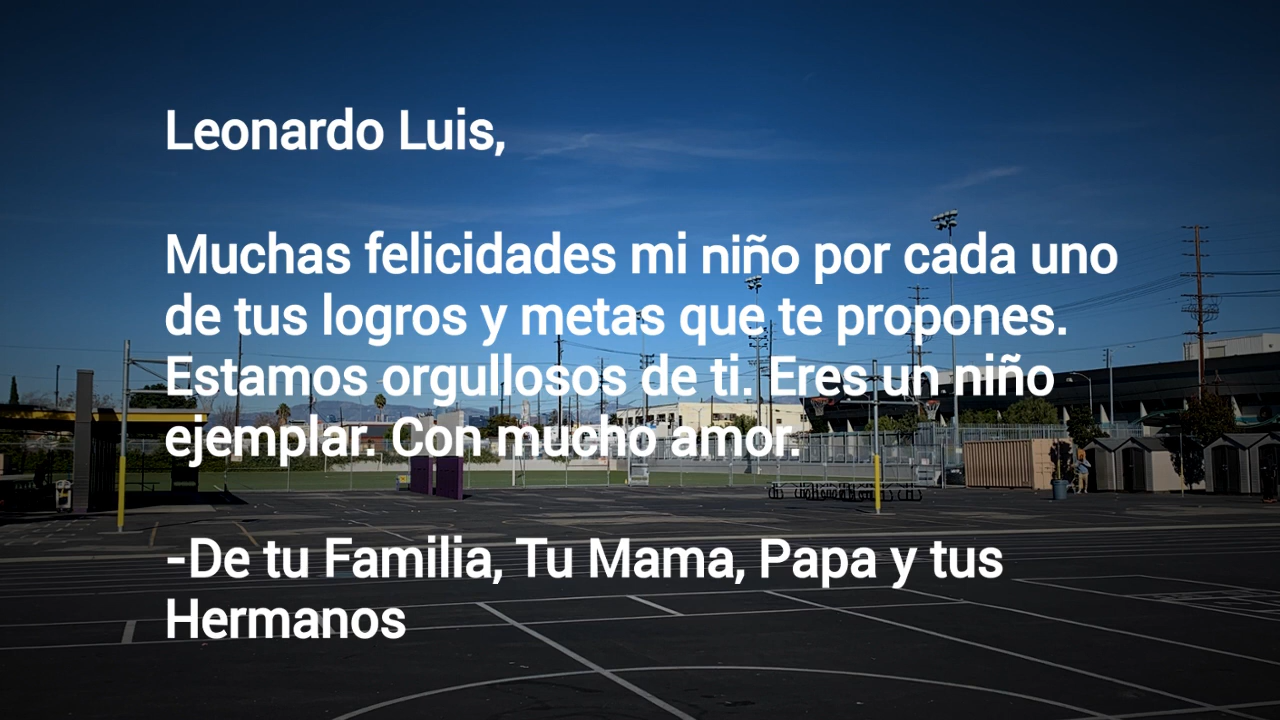 Leonardo Luis,
Muchas felicidades mi niño por cada uno
de tus logros y metas que te propones.
Estamos orgullosos de ti. Eres un niño
ejemplar. Con mucho amor.
-De tu Familia, Tu Mama, Papa y tus
Hermanos